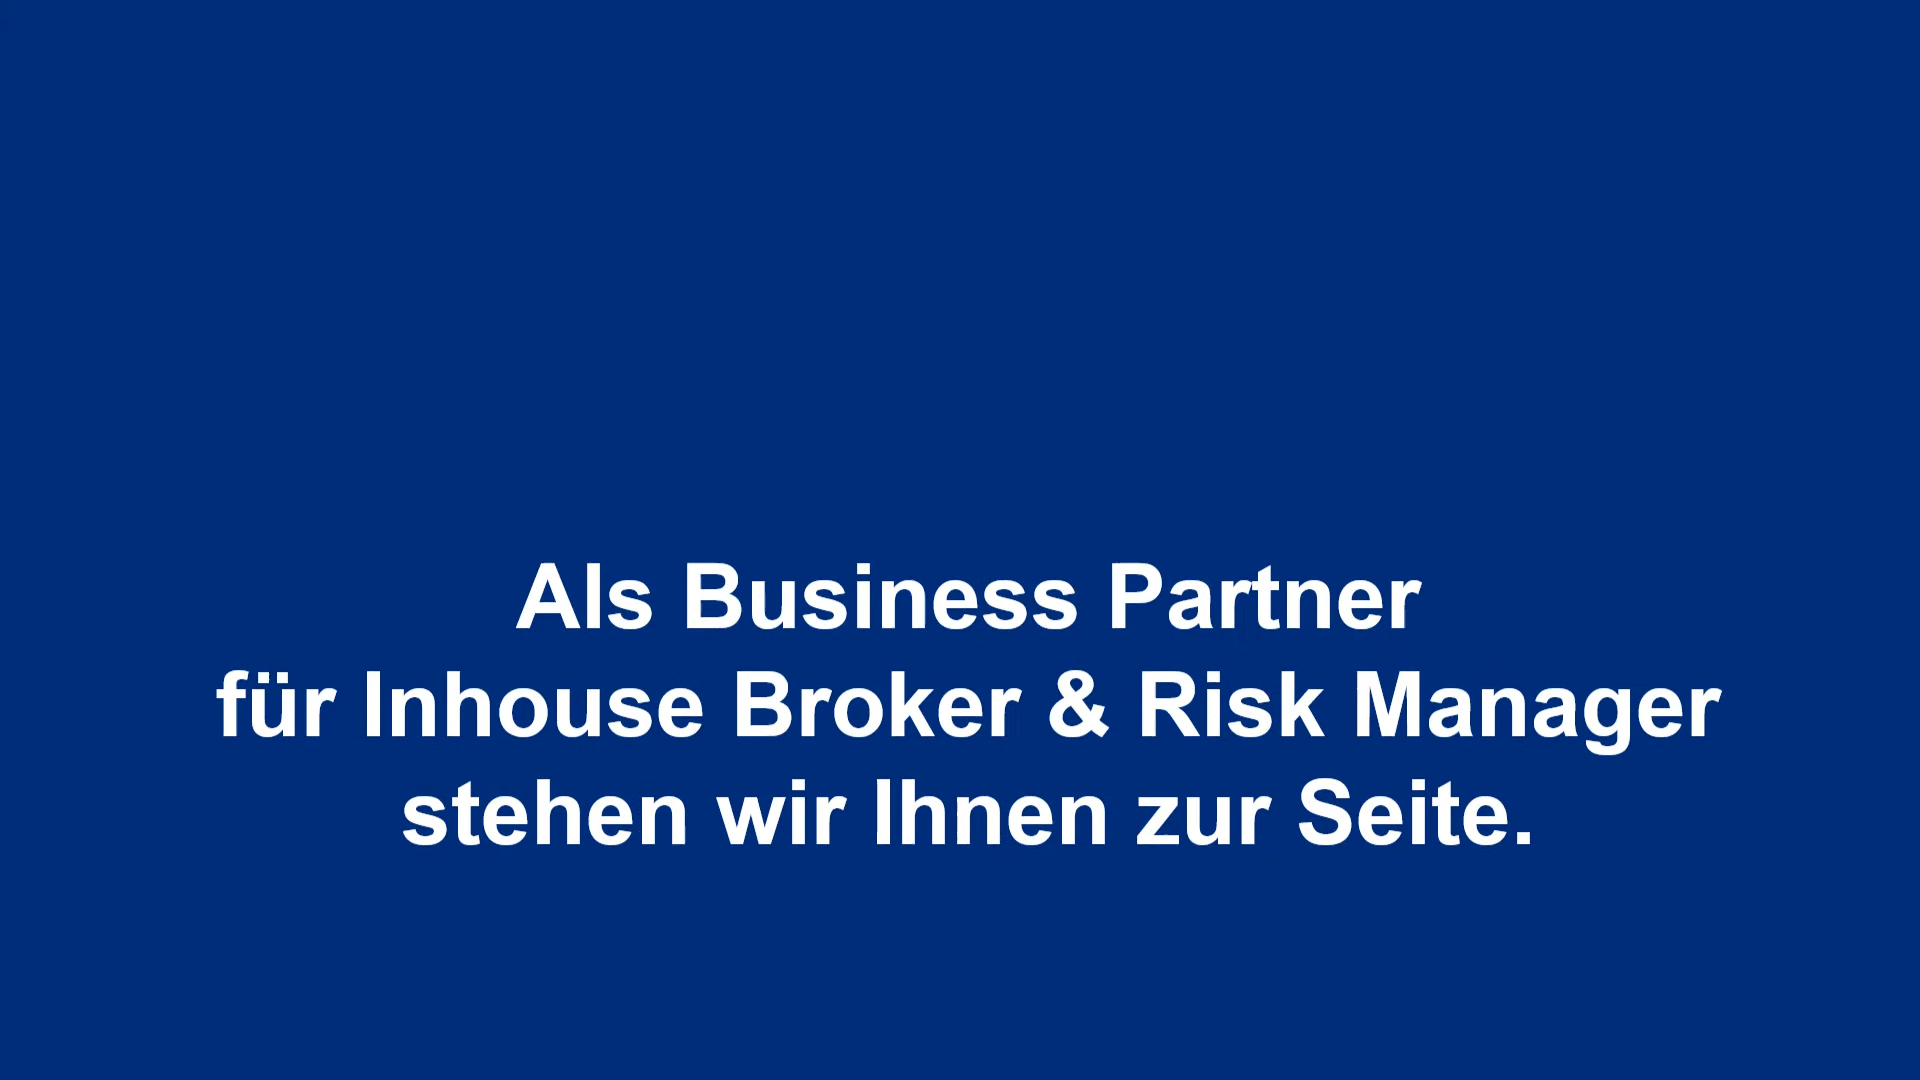 Als Business Partner
für Inhouse Broker & Risk Manager
stehen wir Ihnen zur Seite.